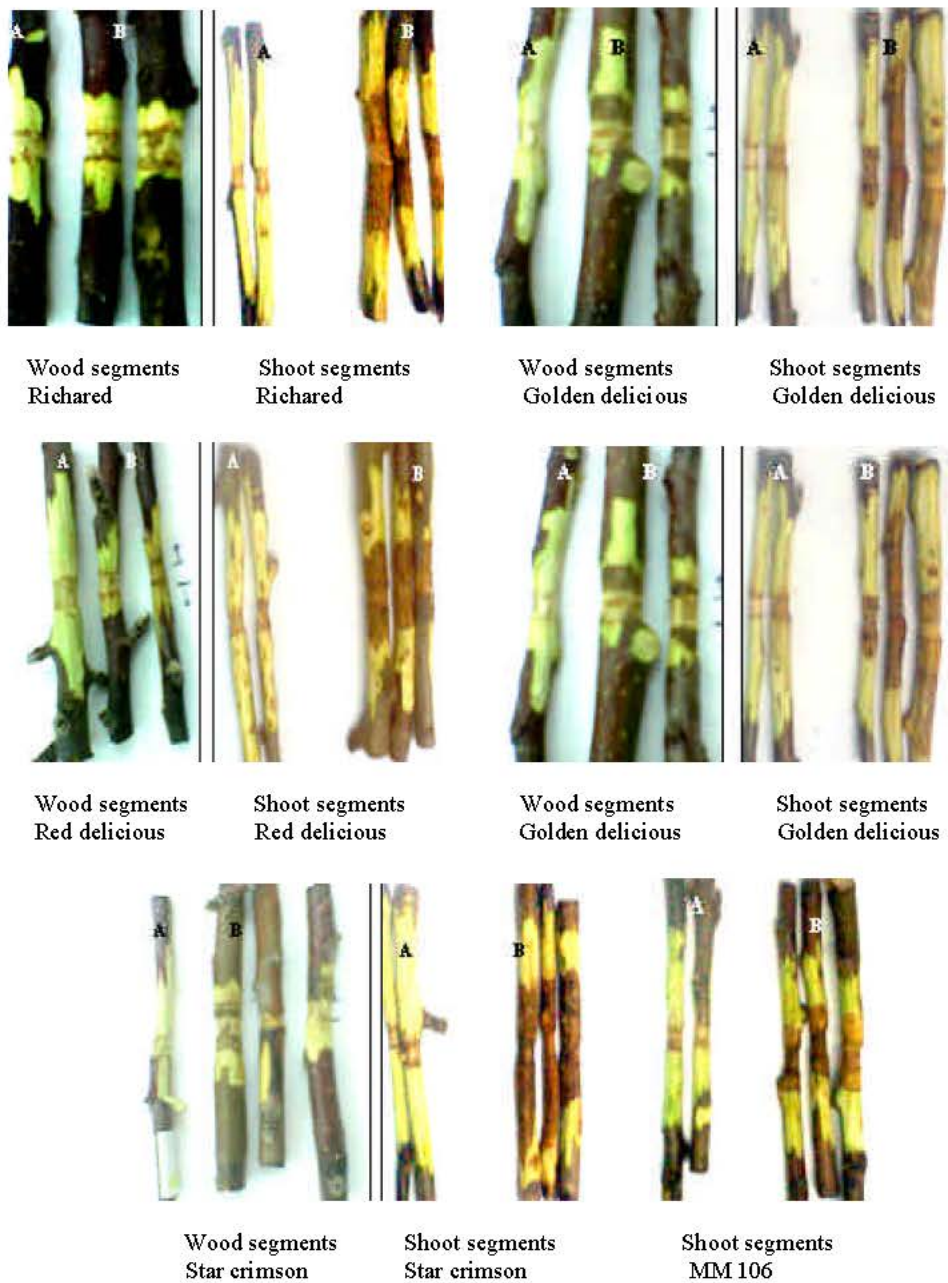 A
B
A
B
A
B
A
B
Wood segments
Richared
Shoot segments
Richared
Wood segments
Golden delicious
Shoot segments
Golden delicious
A
B
A
B
A
B
A
B
Wood segments
Red delicious
Shoot segments
Red delicious
Wood segments
Golden delicious
Shoot segments
Golden delicious
A
B
A
B
A
B
Wood segments
Star crimson
Shoot segments
Star crimson
Shoot segments
MM 106